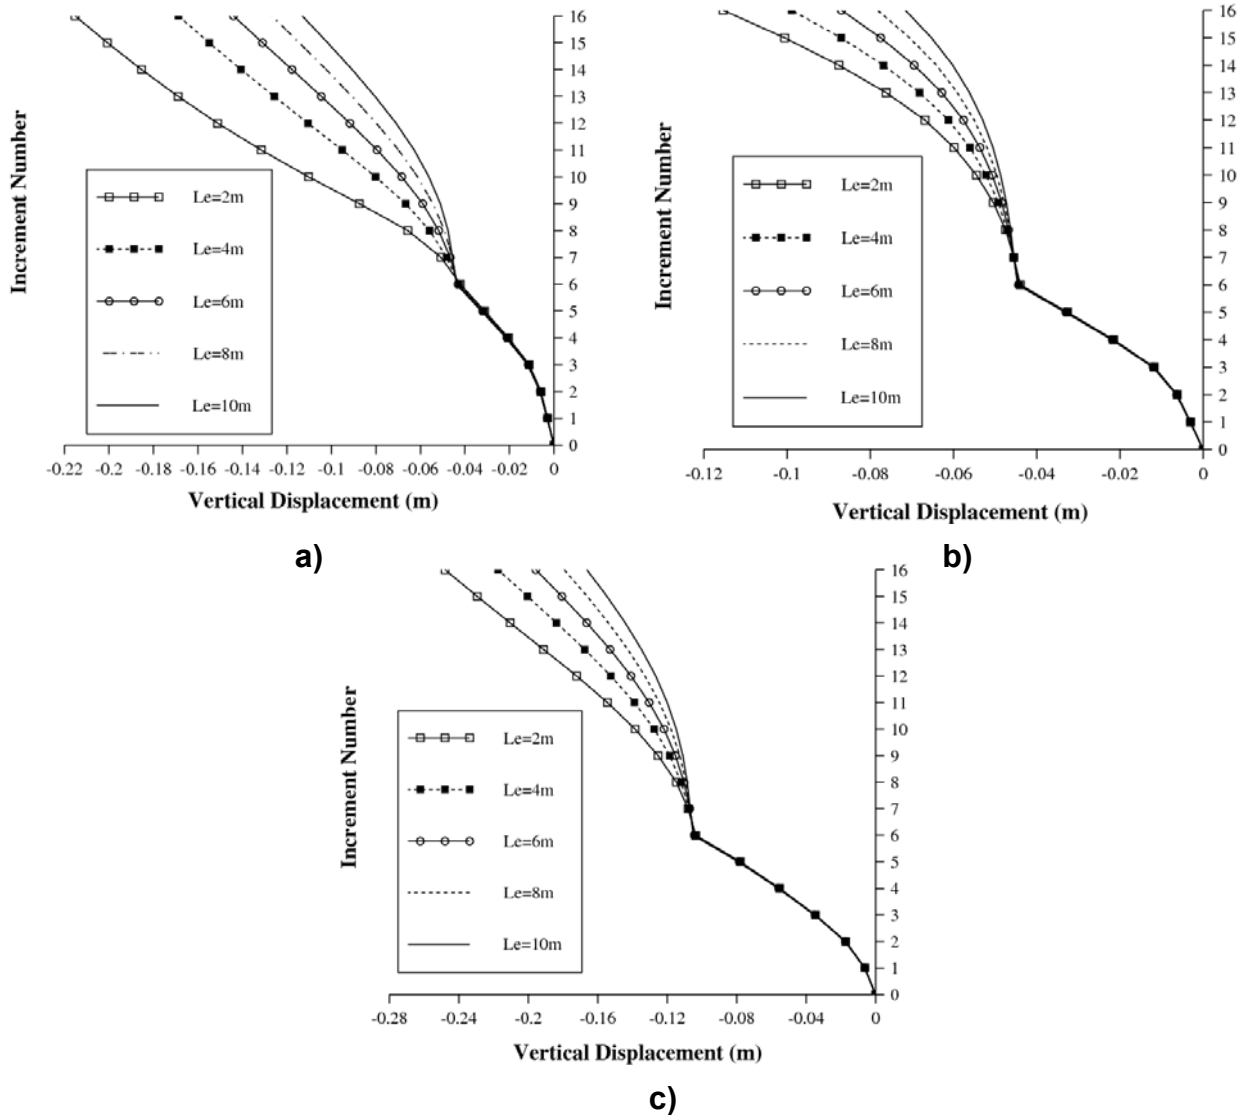 16
15
14
13
12
11
10
9
8
7
6
5
4
3
2
1
0
Increment Number
Le=2m
Le=4m
Le=6m
Le=8m
Le=10m
-0.22 -0.2 -0.18 -0.16 -0.14 -0.12 -0.1 -0.08 -0.06 -0.04 -0.02 0
Vertical Displacement (m)
a)
16
15
14
13
12
11
10
9
8
7
6
5
4
3
2
1
0
Increment Number
Le=2m
Le=4m
Le=6m
Le=8m
Le=10m
-0.12 -0.1 -0.08 -0.06 -0.04 -0.02 0
Vertical Displacement (m)
b)
16
15
14
13
12
11
10
9
8
7
6
5
4
3
2
1
0
Increment Number
Le=2m
Le=4m
Le=6m
Le=8m
Le=10m
-0.28 -0.24 -0.20 -0.16 -0.12 -0.08 -0.04 0
Vertical Displacement (m)
c)